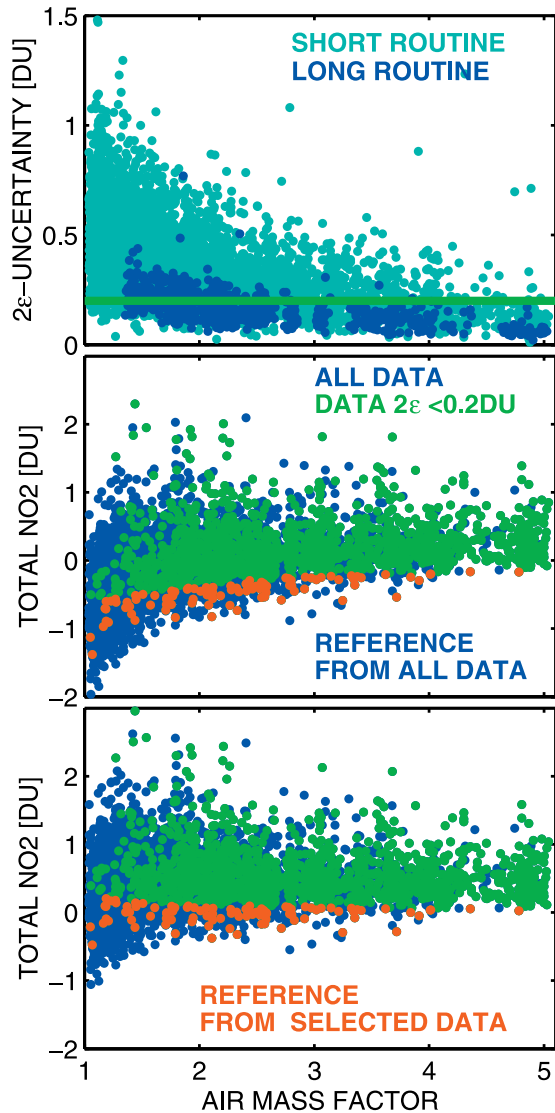 1.5
SHORT ROUTINE
LONG ROUTINE
1
0.5
0
2ε−UNCERTAINTY [DU]
ALL DATA
DATA 2ε <0.2DU
2
1
0
−1
−2
TOTAL NO2 [DU]
REFERENCE
FROM ALL DATA
2
1
0
−1
−2
TOTAL NO2 [DU]
REFERENCE
FROM SELECTED DATA
1 2 3 4 5
AIR MASS FACTOR